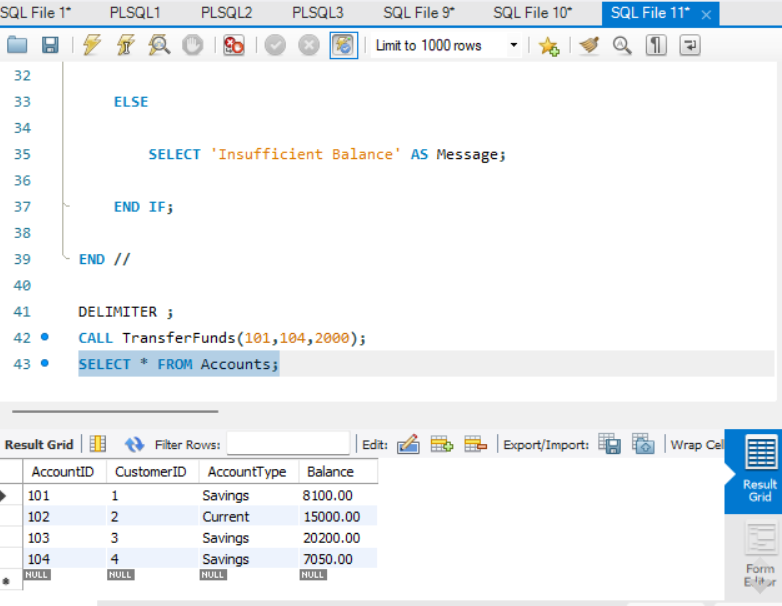 SQL File 1* PLSQL1 PLSQL2 PLSQL3 SQL File 9* SQL File 10* SQL File 11*
Limit to 1000 rows
32
33 ELSE
34
35 SELECT 'Insufficient Balance' AS Message;
36
37 END IF;
38
39 END //
40
41 DELIMITER ;
42 CALL TransferFunds(101,104,2000);
43 SELECT * FROM Accounts;
Result Grid Filter Rows: Edit: Export/Import: Wrap Cel
AccountID CustomerID AccountType Balance
101 1 Savings 8100.00
102 2 Current 15000.00
103 3 Savings 20200.00
104 4 Savings 7050.00
NULL NULL NULL NULL
Result
Grid
Form
Editor